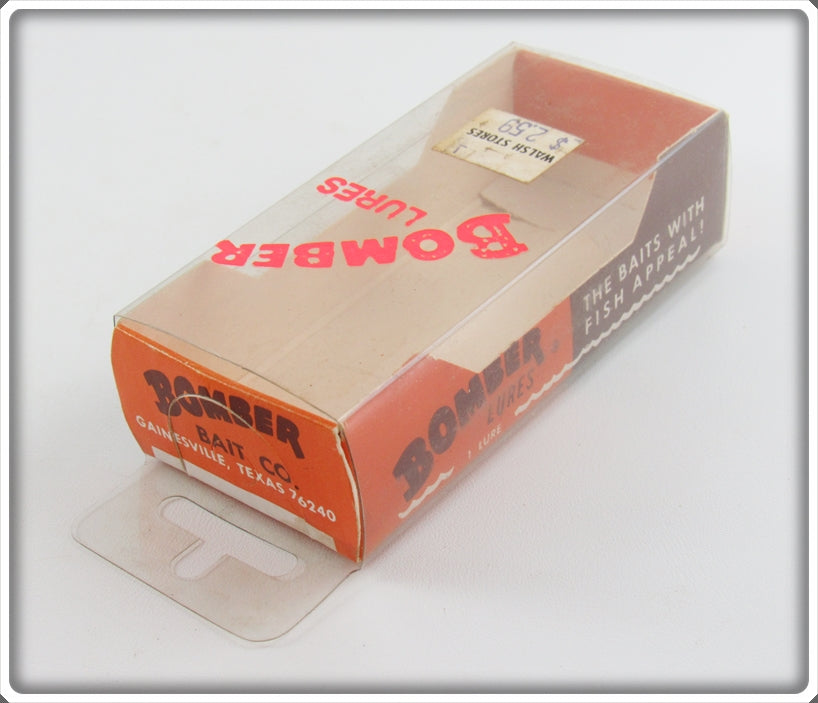 WALSH STORES
$ 2.59
BOMBER
LURES
THE BAITS WITH
FISH APPEAL!
BOMBER
LURES
1 LURE
BOMBER
BAIT CO.
GAINESVILLE, TEXAS 76240